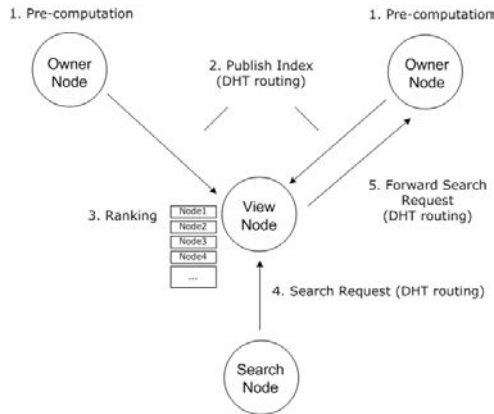 1. Pre-computation
1. Pre-computation
Owner
Node
2. Publish Index
(DHT routing)
Owner
Node
5. Forward Search
Request
(DHT routing)
3. Ranking
Node1
Node2
Node3
Node4
...
View
Node
4. Search Request (DHT routing)
Search
Node